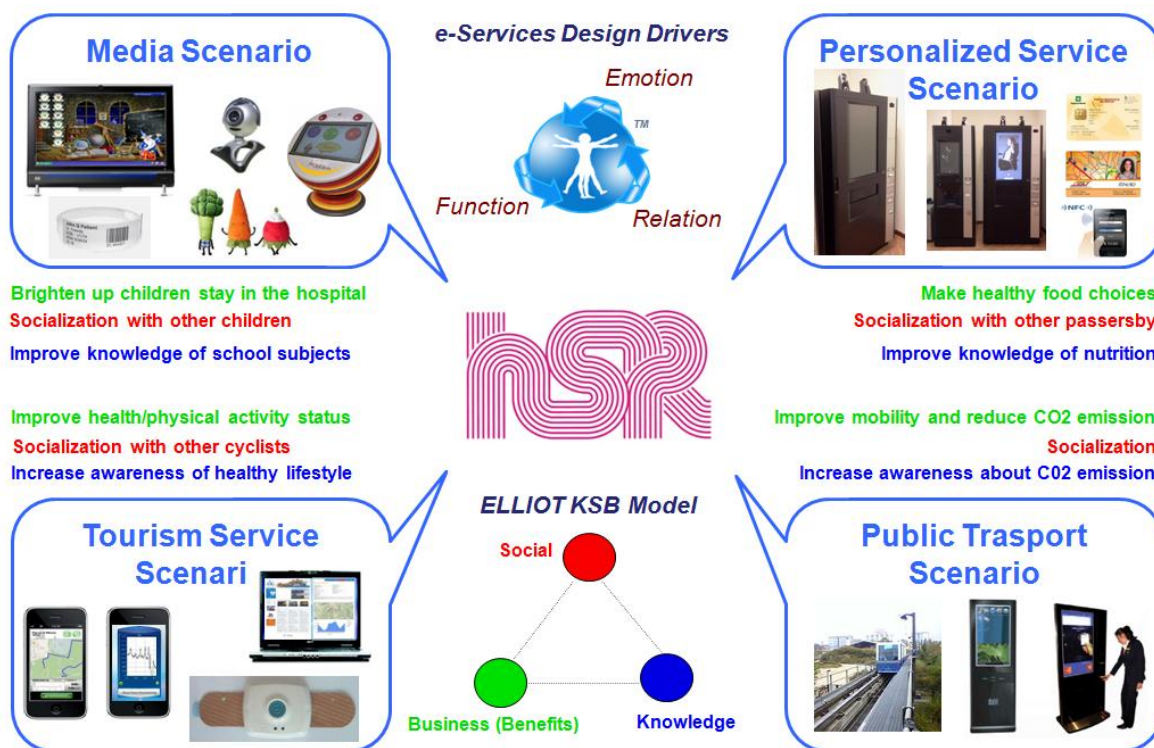 Media Scenario
e-Services Design Drivers
Emotion
TM
Function
Relation
Personalized Service
Scenario
NFC
Brighten up children stay in the hospital
Socialization with other children
Improve knowledge of school subjects
Make healthy food choices
Socialization with other passersby
Improve knowledge of nutrition
hSR
Improve health/physical activity status
Socialization with other cyclists
Increase awareness of healthy lifestyle
Improve mobility and reduce CO2 emission
Socialization
Increase awareness about C02 emission
Tourism Service
Scenari
ELLIOT KSB Model
Social
Business (Benefits)
Knowledge
Public Trasport
Scenario